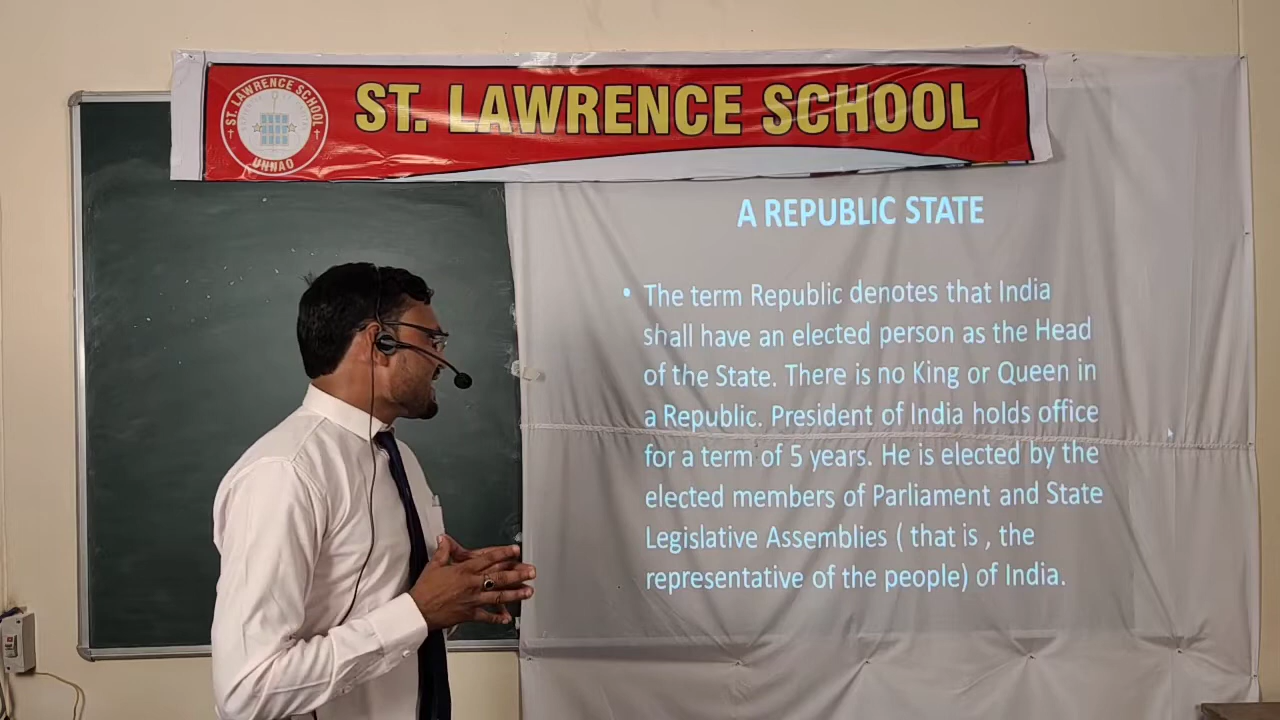 ST. LAWRENCE SCHOOL
ST. LAWRENCE SCHOOL
UNNAO
A REPUBLIC STATE
• The term Republic denotes that India
shall have an elected person as the Head
of the State. There is no King or Queen in
a Republic. President of India holds office
for a term of 5 years. He is elected by the
elected members of Parliament and State
Legislative Assemblies ( that is , the
representative of the people) of India.